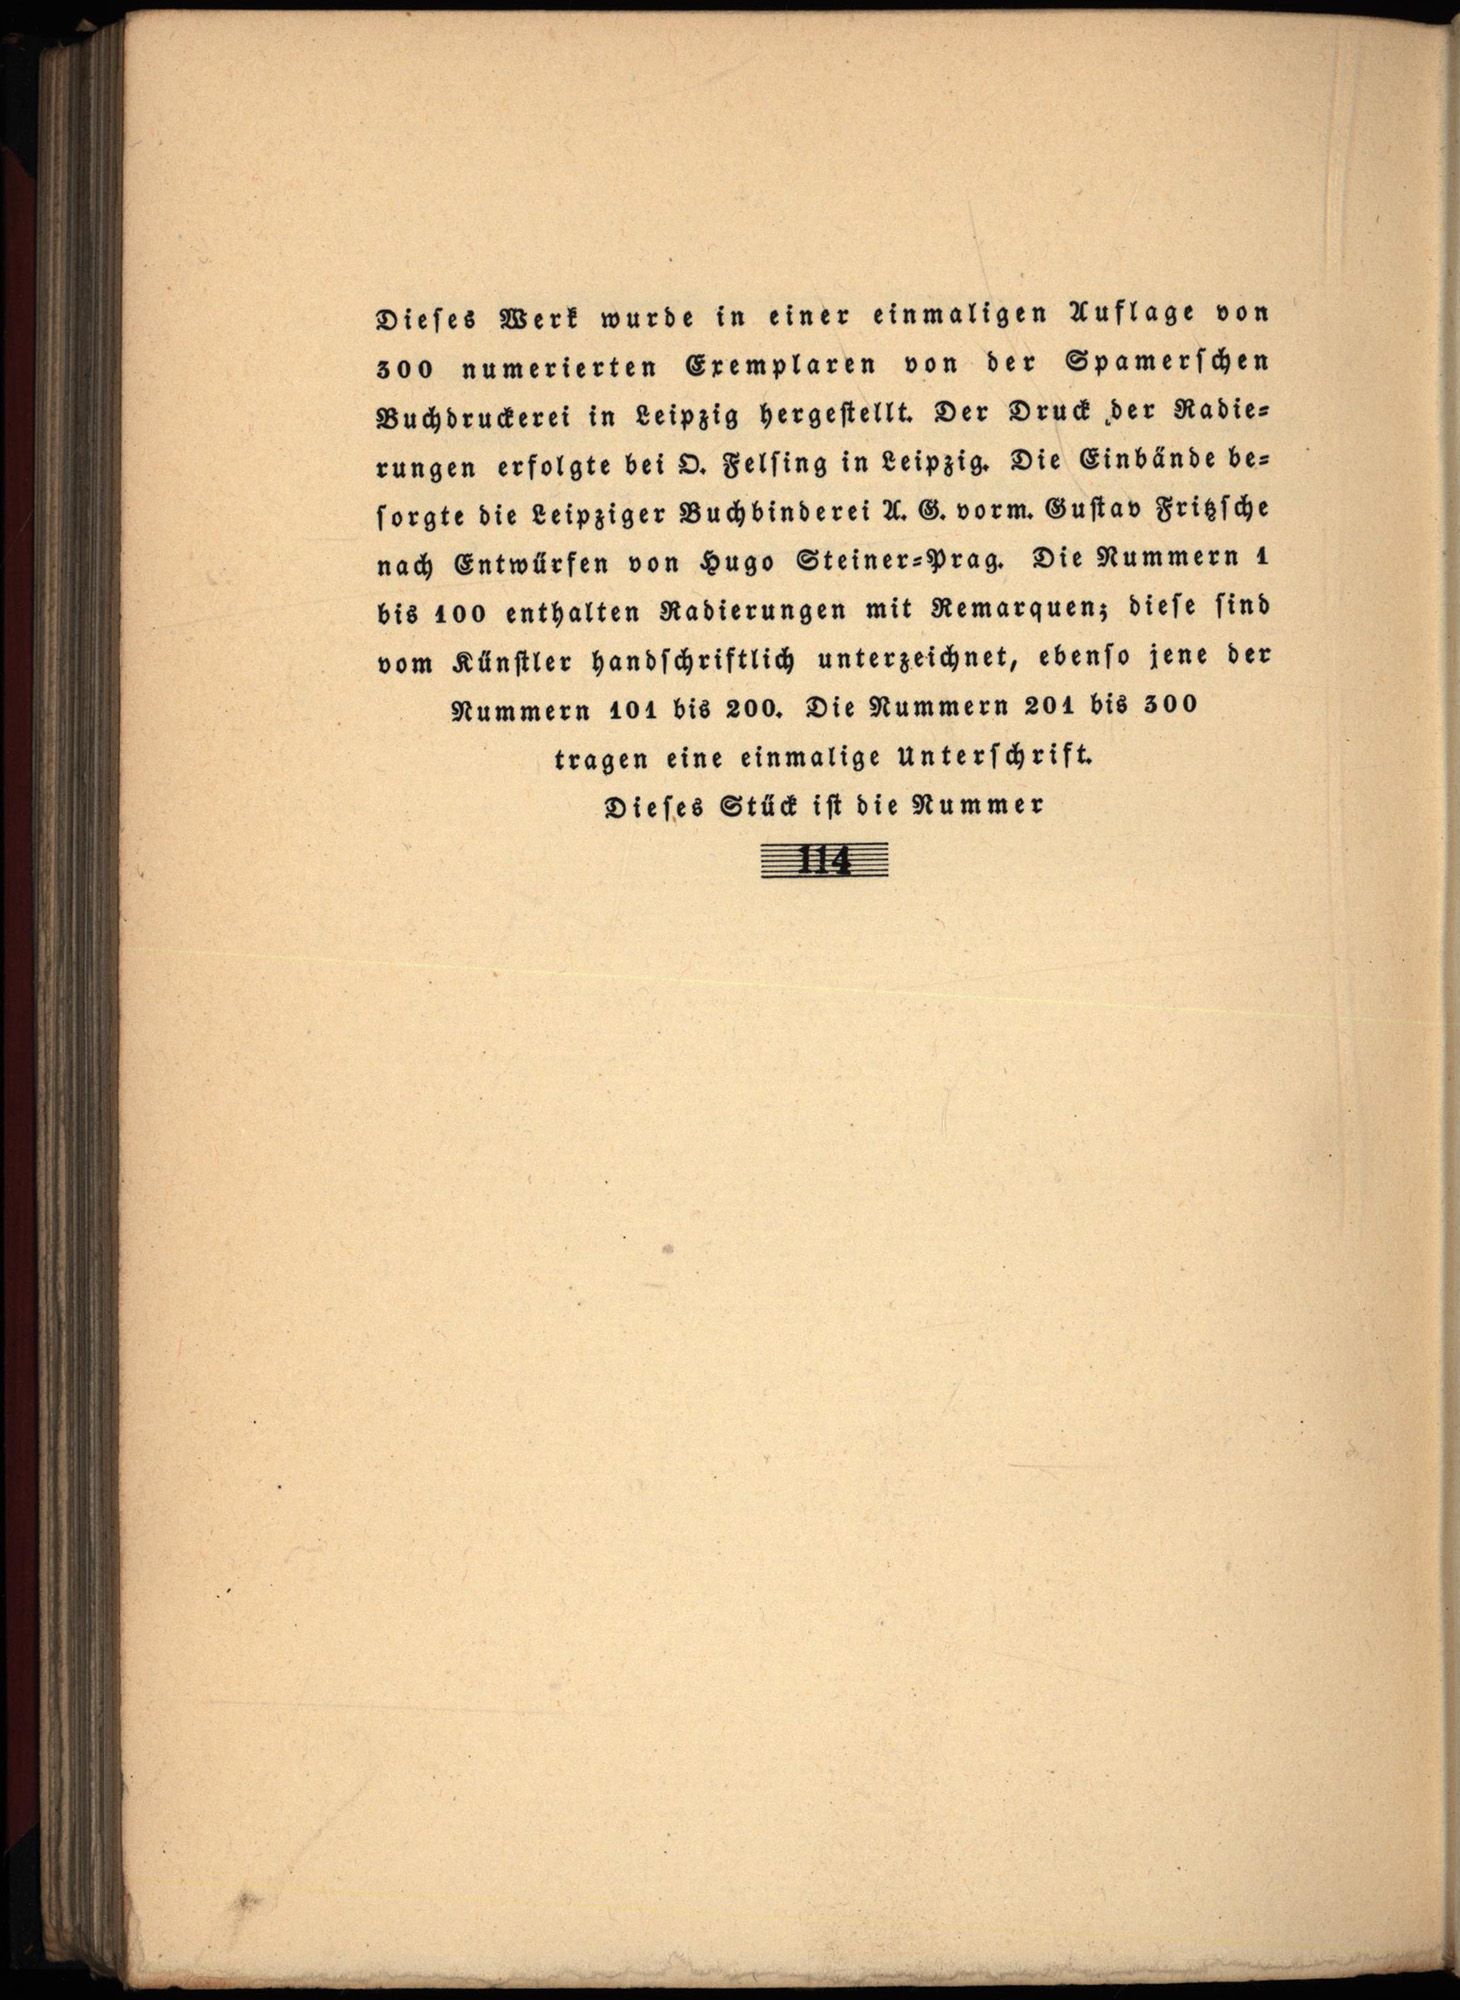 Dieses Werk wurde in einer einmaligen Auflage von
300 numerierten Exemplaren von der Spamerschen
Buchdruckerei in Leipzig hergestellt. Der Druck der Radie-
rungen erfolgte bei O. Felsing in Leipzig. Die Einbände be-
sorgte die Leipziger Buchbinderei A. G. vorm. Gustav Fritzsche
nach Entwürfen von Hugo Steiner-Prag. Die Nummern 1
bis 100 enthalten Radierungen mit Remarquen; diese sind
vom Künstler handschriftlich unterzeichnet, ebenso jene der
Nummern 101 bis 200. Die Nummern 201 bis 300
tragen eine einmalige Unterschrift.
Dieses Stück ist die Nummer
114